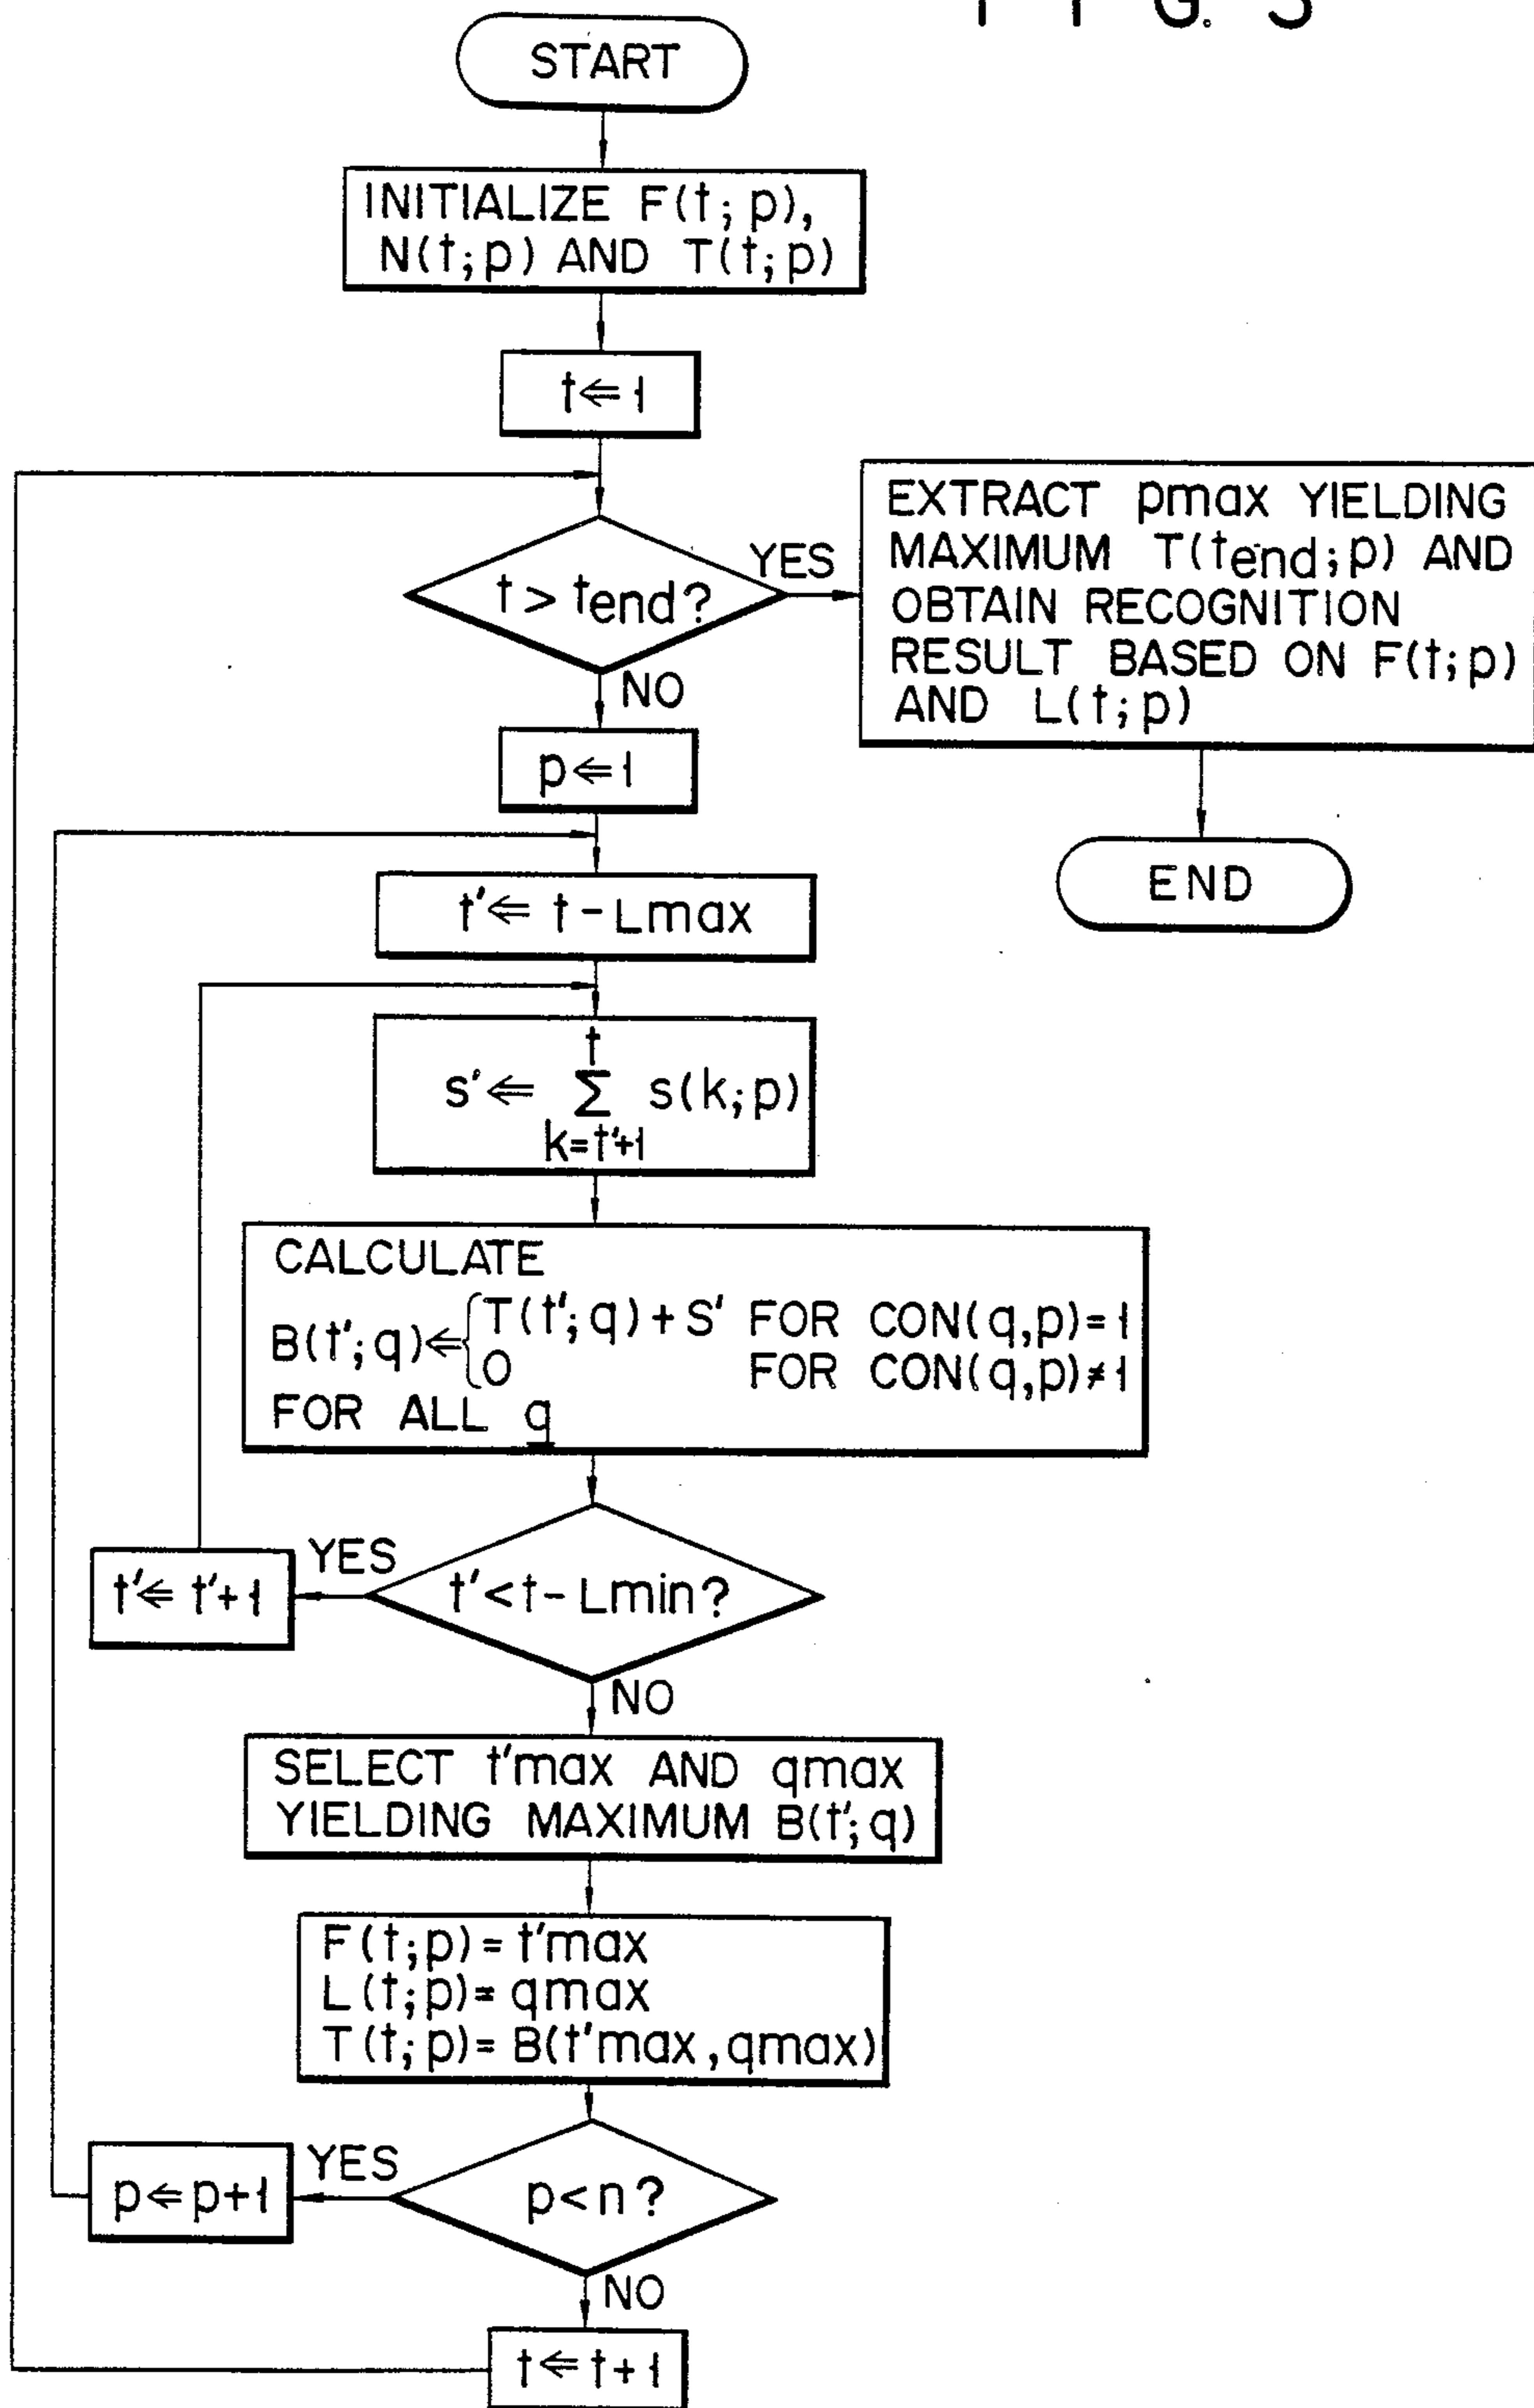 F I G. 3
START
INITIALIZE F(t;p),
N(t;p) AND T(t;p)
t⇐1
t > tend?
YES
NO
EXTRACT pmax YIELDING
MAXIMUM T(tend;p) AND
OBTAIN RECOGNITION
RESULT BASED ON F(t;p)
AND L(t;p)
END
p⇐1
t'⇐ t-Lmax
t
s'⇐ Σ s(k;p)
k=t'+1
CALCULATE
B(t';q)⇐{T(t';q)+S' FOR CON(q,p)=1
0 FOR CON(q,p)≠1
FOR ALL q
t'<t-Lmin?
YES
t'⇐ t'+1
NO
SELECT t'max AND qmax
YIELDING MAXIMUM B(t';q)
F(t;p)=t'max
L(t;p)=qmax
T(t;p)=B(t'max,qmax)
p<n?
YES
p⇐p+1
NO
t⇐t+1